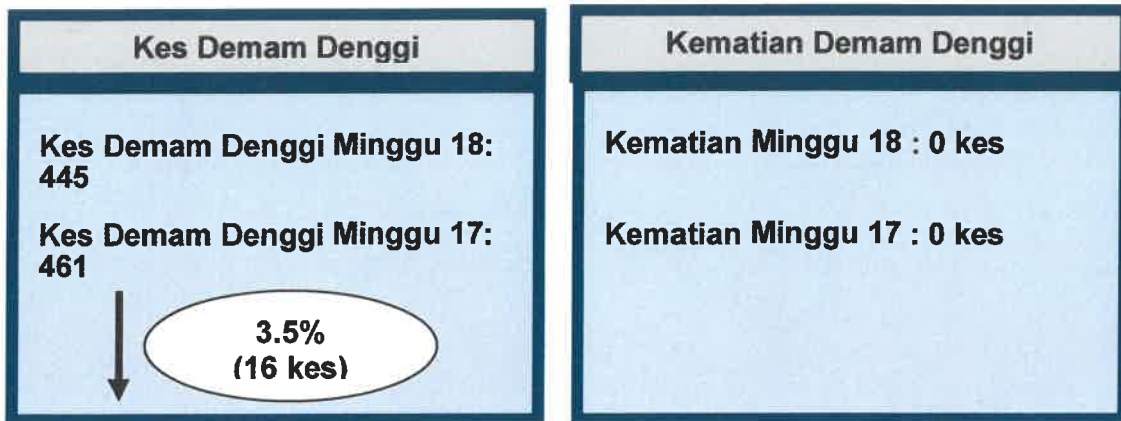 Kes Demam Denggi
Kes Demam Denggi Minggu 18:
445
Kes Demam Denggi Minggu 17:
461
3.5%
(16 kes)
Kematian Demam Denggi
Kematian Minggu 18 : 0 kes
Kematian Minggu 17 : 0 kes